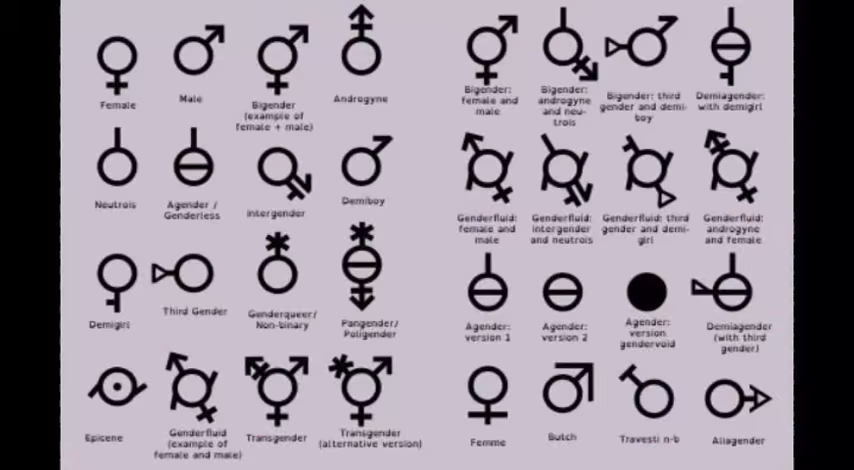 Female
Male
Bigender
(example of
female + male)
Androgyne
Bigender:
female and
male
Bigender:
androgyne
and neu-
trois
Bigender: third
gender and demi-
boy
Demiagender:
with demigirl
Neutrois
Agender /
Genderless
Intergender
Demiboy
Genderfluid:
female and
male
Genderfluid:
intergender
and neutrois
Genderfluid: third
gender and demi-
girl
Genderfluid:
androgyne
and female
Demigirl
Third Gender
Genderqueer/
Non-binary
Pangender/
Poligender
Agender:
version 1
Agender:
version 2
Agender:
version
gendervoid
Demiagender
(with third
gender)
Epicene
Genderfluid
(example of
female and male)
Transgender
Transgender
(alternative version)
Femme
Butch
Travesti n-b
Aliagender